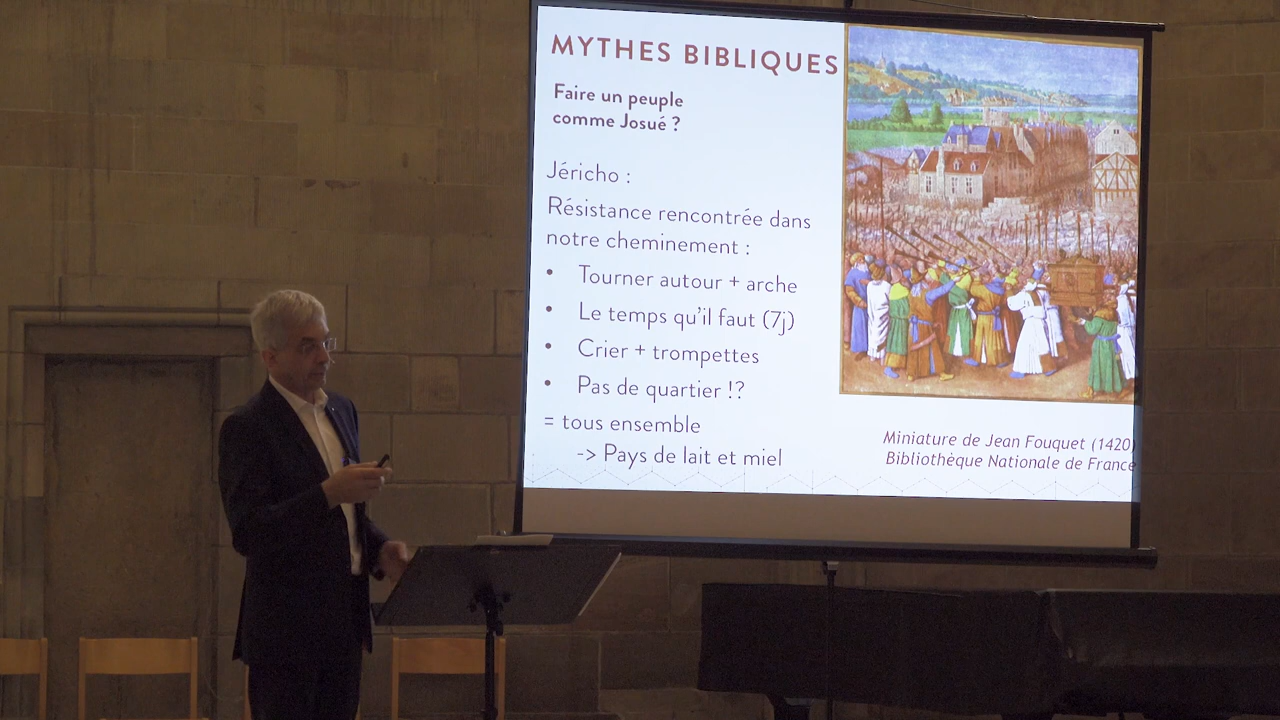 MYTHES BIBLIQUES
Faire un peuple
comme Josué ?
Jéricho :
Résistance rencontrée dans
notre cheminement :
• Tourner autour + arche
• Le temps qu'il faut (7j)
• Crier + trompettes
• Pas de quartier !?
= tous ensemble
-> Pays de lait et miel
Miniature de Jean Fouquet (1420)
Bibliothèque Nationale de France